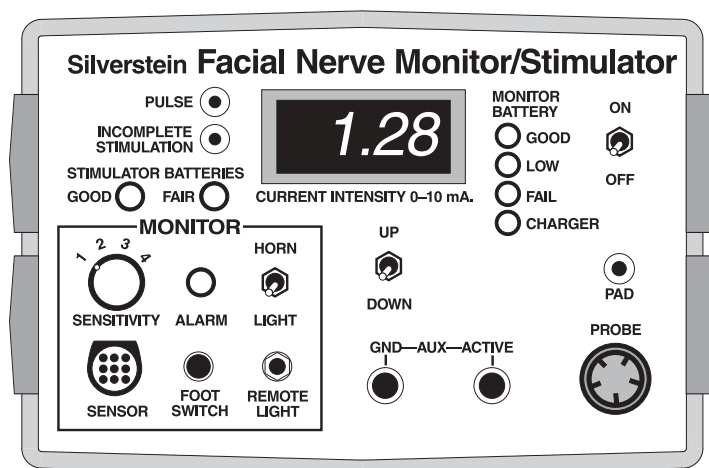 Silverstein Facial Nerve Monitor/Stimulator
PULSE
INCOMPLETE
STIMULATION
STIMULATOR BATTERIES
GOOD FAIR
1.28
CURRENT INTENSITY 0–10 mA.
MONITOR
BATTERY
GOOD
LOW
FAIL
CHARGER
ON
OFF
MONITOR
1 2 3 4
SENSITIVITY
ALARM
HORN
LIGHT
SENSOR
FOOT
SWITCH
REMOTE
LIGHT
UP
DOWN
GND—AUX—ACTIVE
PAD
PROBE